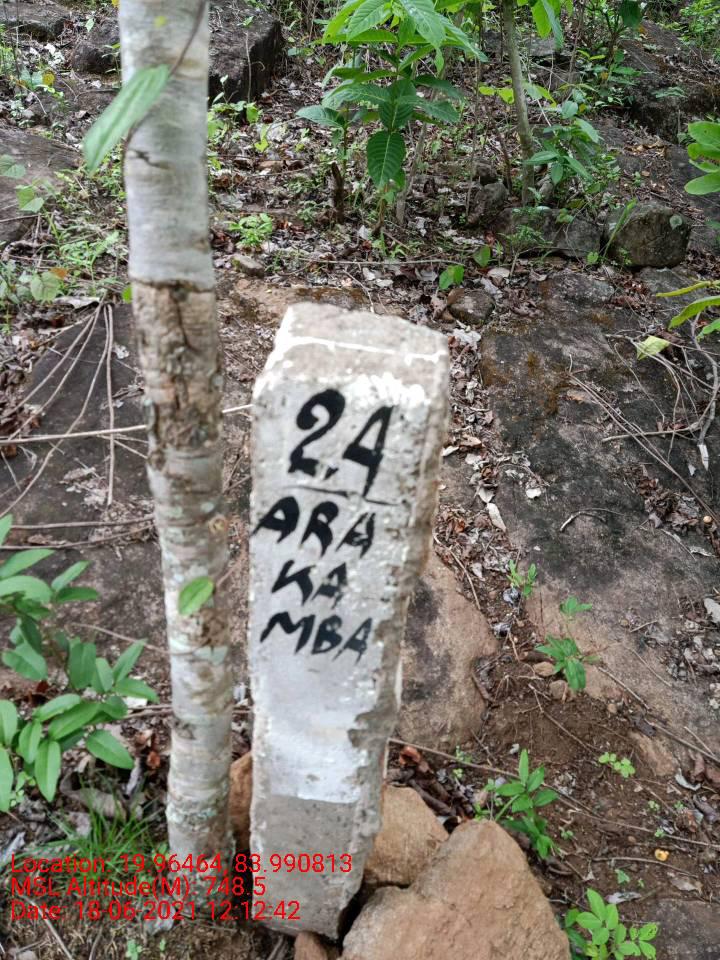 24
ARA
KA
MBA
Location: 19.96464, 83.990813
MSL Altitude(M): 748.5
Date: 18-06-2021 12:12:42